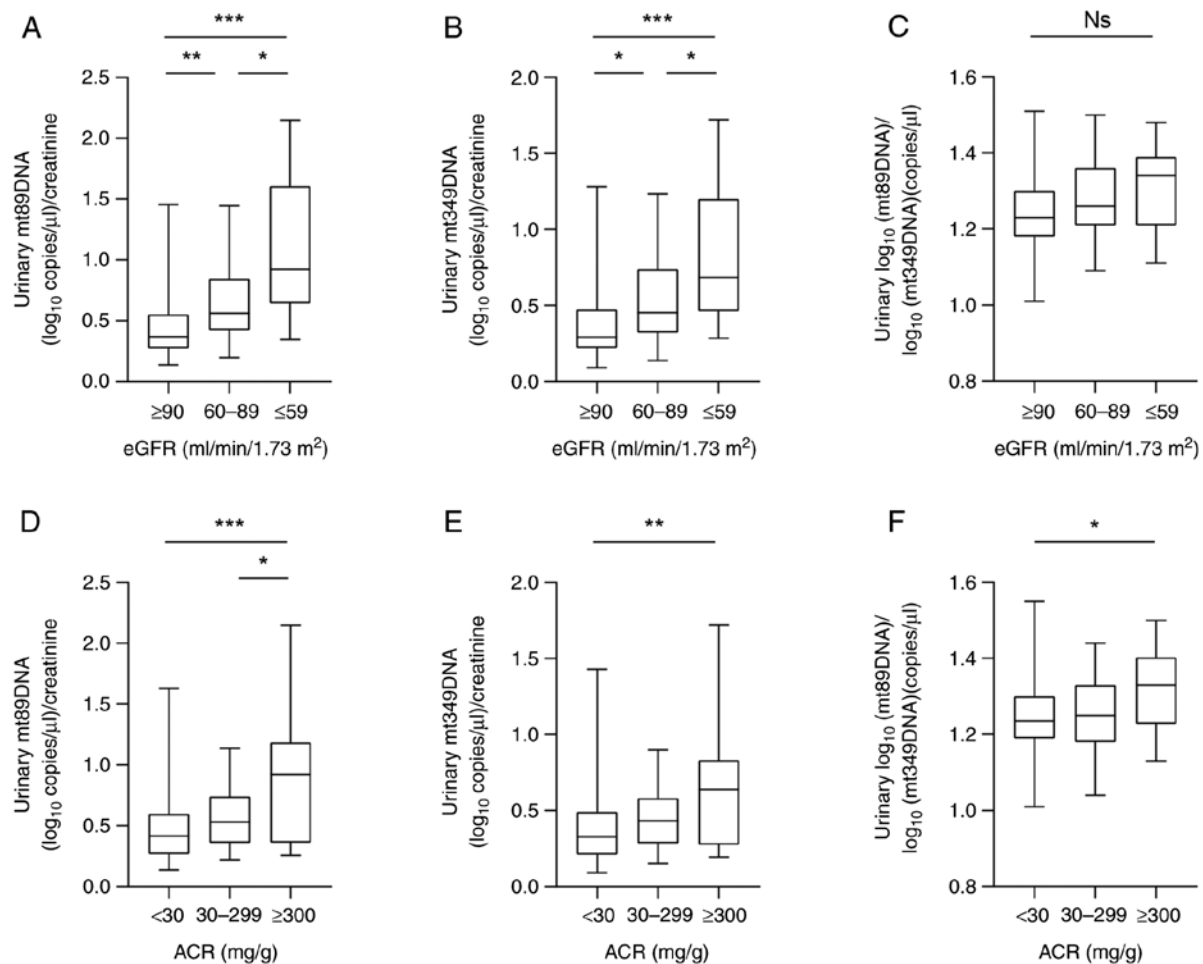 A
***
** *
2.5
2.0
1.5
1.0
0.5
0.0
Urinary mt89DNA
(log₁₀ copies/µl)/creatinine
≥90 60–89 ≤59
eGFR (ml/min/1.73 m²)
B
***
* *
2.0
1.5
1.0
0.5
0.0
Urinary mt349DNA
(log₁₀ copies/µl)/creatinine
≥90 60–89 ≤59
eGFR (ml/min/1.73 m²)
C
Ns
1.6
1.4
1.2
1.0
0.8
Urinary log₁₀ (mt89DNA)/
log₁₀ (mt349DNA)(copies/µl)
≥90 60–89 ≤59
eGFR (ml/min/1.73 m²)
D
***
*
2.5
2.0
1.5
1.0
0.5
0.0
Urinary mt89DNA
(log₁₀ copies/µl)/creatinine
<30 30–299 ≥300
ACR (mg/g)
E
**
2.0
1.5
1.0
0.5
0.0
Urinary mt349DNA
(log₁₀ copies/µl)/creatinine
<30 30–299 ≥300
ACR (mg/g)
F
*
1.6
1.4
1.2
1.0
0.8
Urinary log₁₀ (mt89DNA)/
log₁₀ (mt349DNA)(copies/µl)
<30 30–299 ≥300
ACR (mg/g)